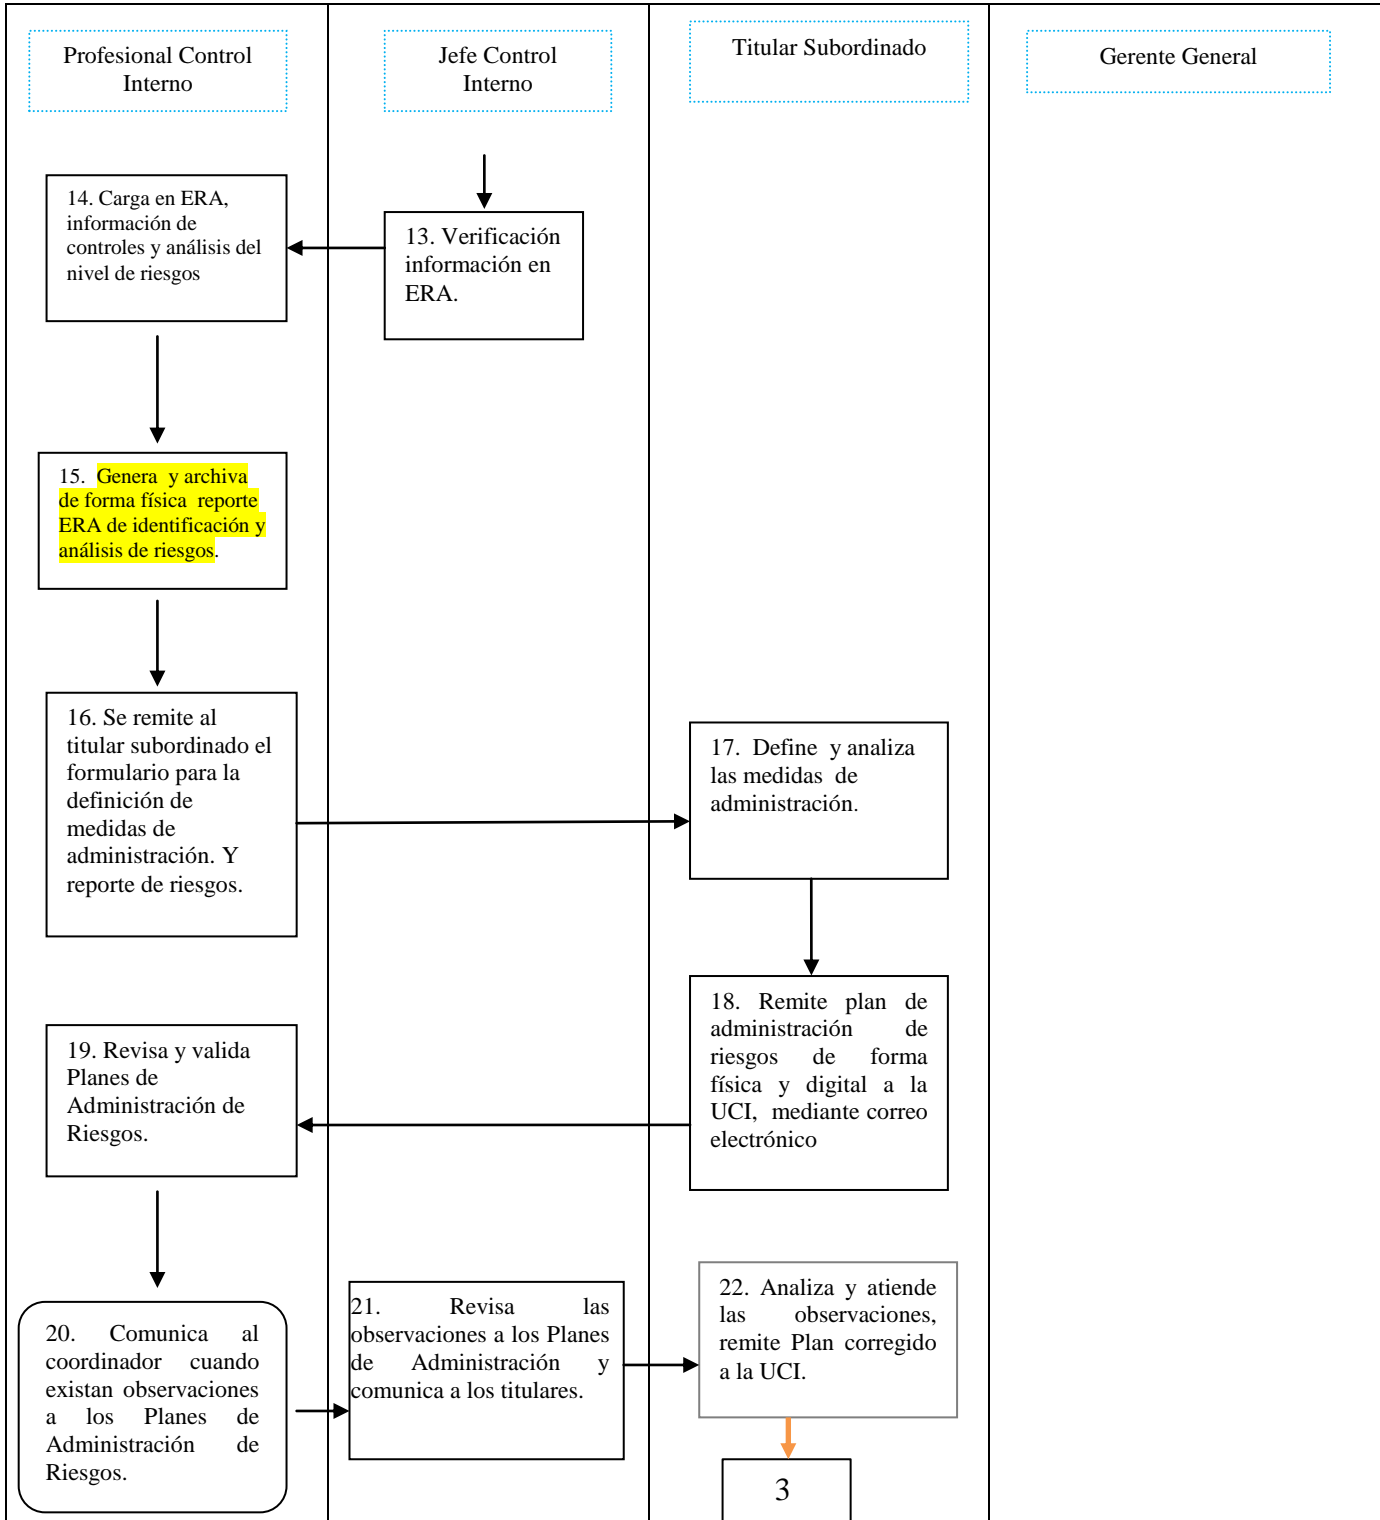 Profesional Control
Interno
Jefe Control
Interno
Titular Subordinado
Gerente General
14. Carga en ERA,
información de
controles y análisis del
nivel de riesgos
13. Verificación
información en
ERA.
15. Genera y archiva
de forma física reporte
ERA de identificación y
análisis de riesgos.
16. Se remite al
titular subordinado el
formulario para la
definición de
medidas de
administración. Y
reporte de riesgos.
17. Define y analiza
las medidas de
administración.
18. Remite plan de
administración de
riesgos de forma
física y digital a la
UCI, mediante correo
electrónico
19. Revisa y valida
Planes de
Administración de
Riesgos.
20. Comunica al
coordinador cuando
existan observaciones
a los Planes de
Administración de
Riesgos.
21. Revisa las
observaciones a los Planes
de Administración y
comunica a los titulares.
22. Analiza y atiende
las observaciones,
remite Plan corregido
a la UCI.
3